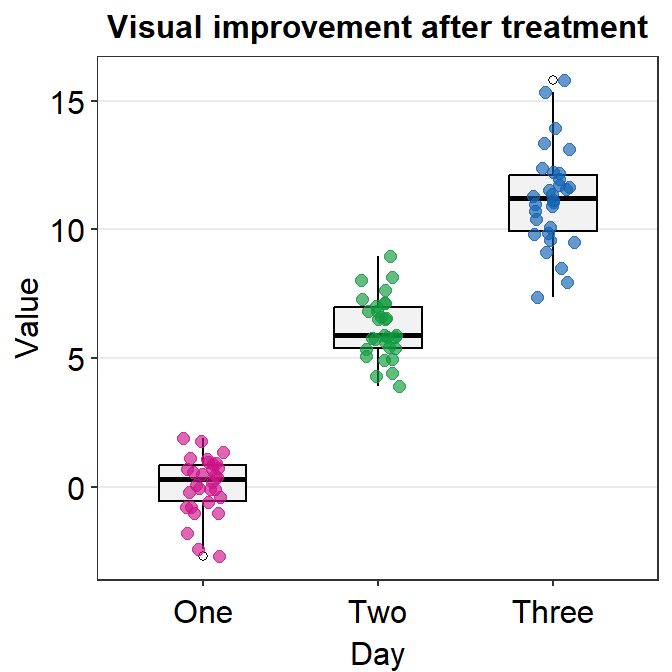 Visual improvement after treatment
Value
15
10
5
0
One Two Three
Day